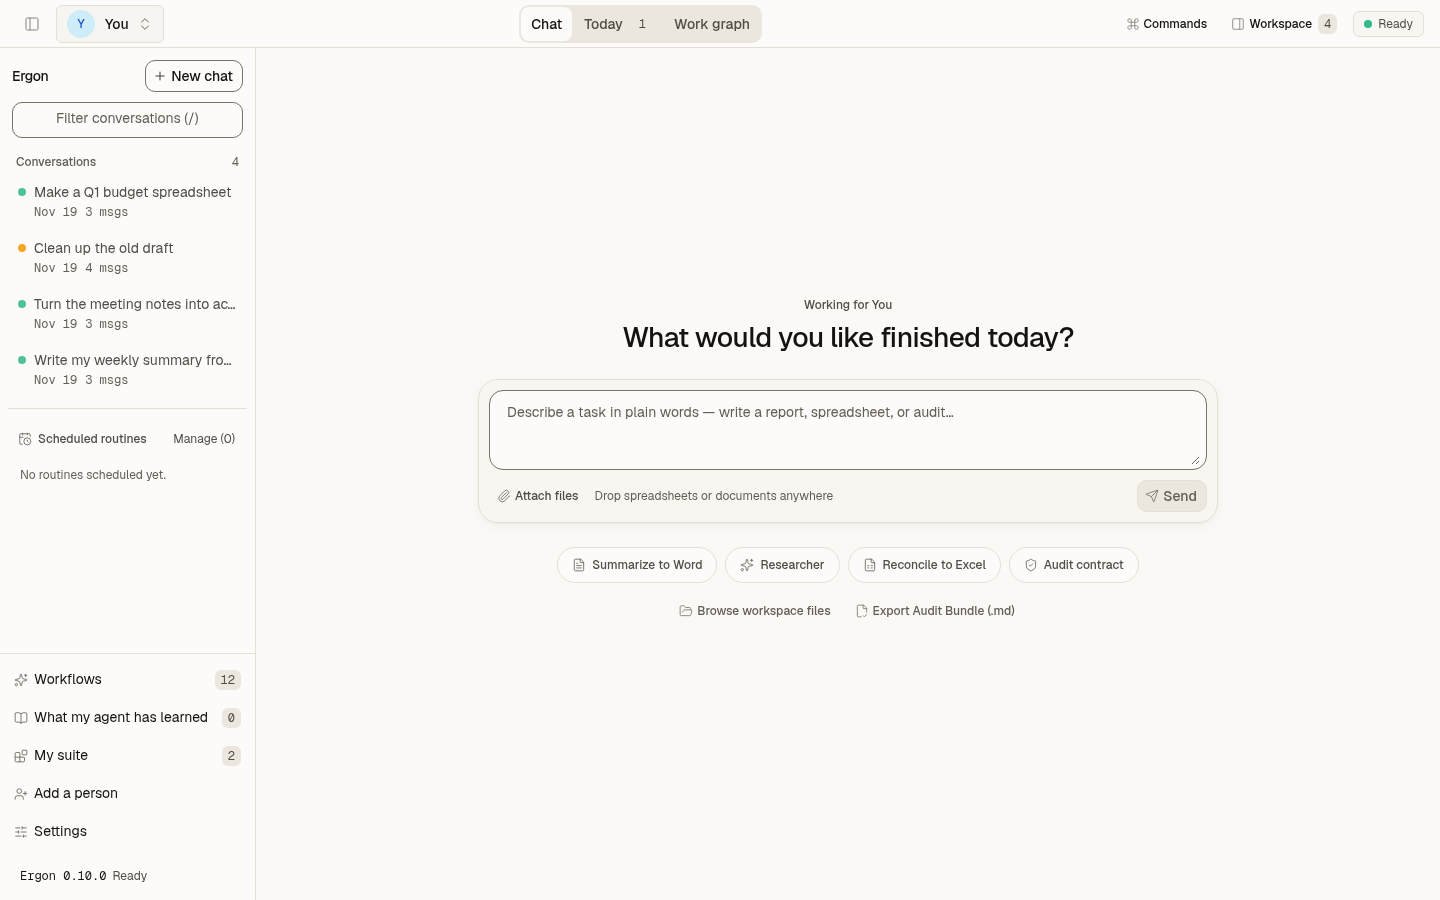 Y You
Chat Today 1 Work graph
Commands Workspace 4 Ready
Ergon
New chat
Filter conversations (/)
Conversations 4
Make a Q1 budget spreadsheet
Nov 19 3 msgs
Clean up the old draft
Nov 19 4 msgs
Turn the meeting notes into ac…
Nov 19 3 msgs
Write my weekly summary fro…
Nov 19 3 msgs
Scheduled routines Manage (0)
No routines scheduled yet.
Workflows 12
What my agent has learned 0
My suite 2
Add a person
Settings
Ergon 0.10.0 Ready
Working for You
What would you like finished today?
Describe a task in plain words — write a report, spreadsheet, or audit…
Attach files Drop spreadsheets or documents anywhere Send
Summarize to Word Researcher Reconcile to Excel Audit contract
Browse workspace files Export Audit Bundle (.md)